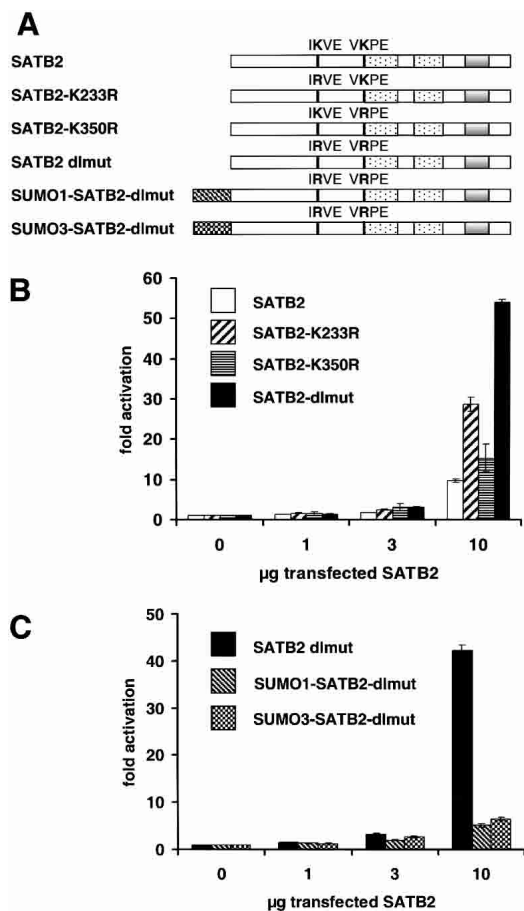 A
IKVE VKPE
SATB2
IRVE VKPE
SATB2-K233R
IKVE VRPE
SATB2-K350R
IRVE VRPE
SATB2 dlmut
IRVE VRPE
SUMO1-SATB2-dlmut
IRVE VRPE
SUMO3-SATB2-dlmut
B
60
50
40
30
20
10
0
fold activation
SATB2
SATB2-K233R
SATB2-K350R
SATB2-dlmut
0 1 3 10
µg transfected SATB2
C
50
40
30
20
10
0
fold activation
SATB2 dlmut
SUMO1-SATB2-dlmut
SUMO3-SATB2-dlmut
0 1 3 10
µg transfected SATB2